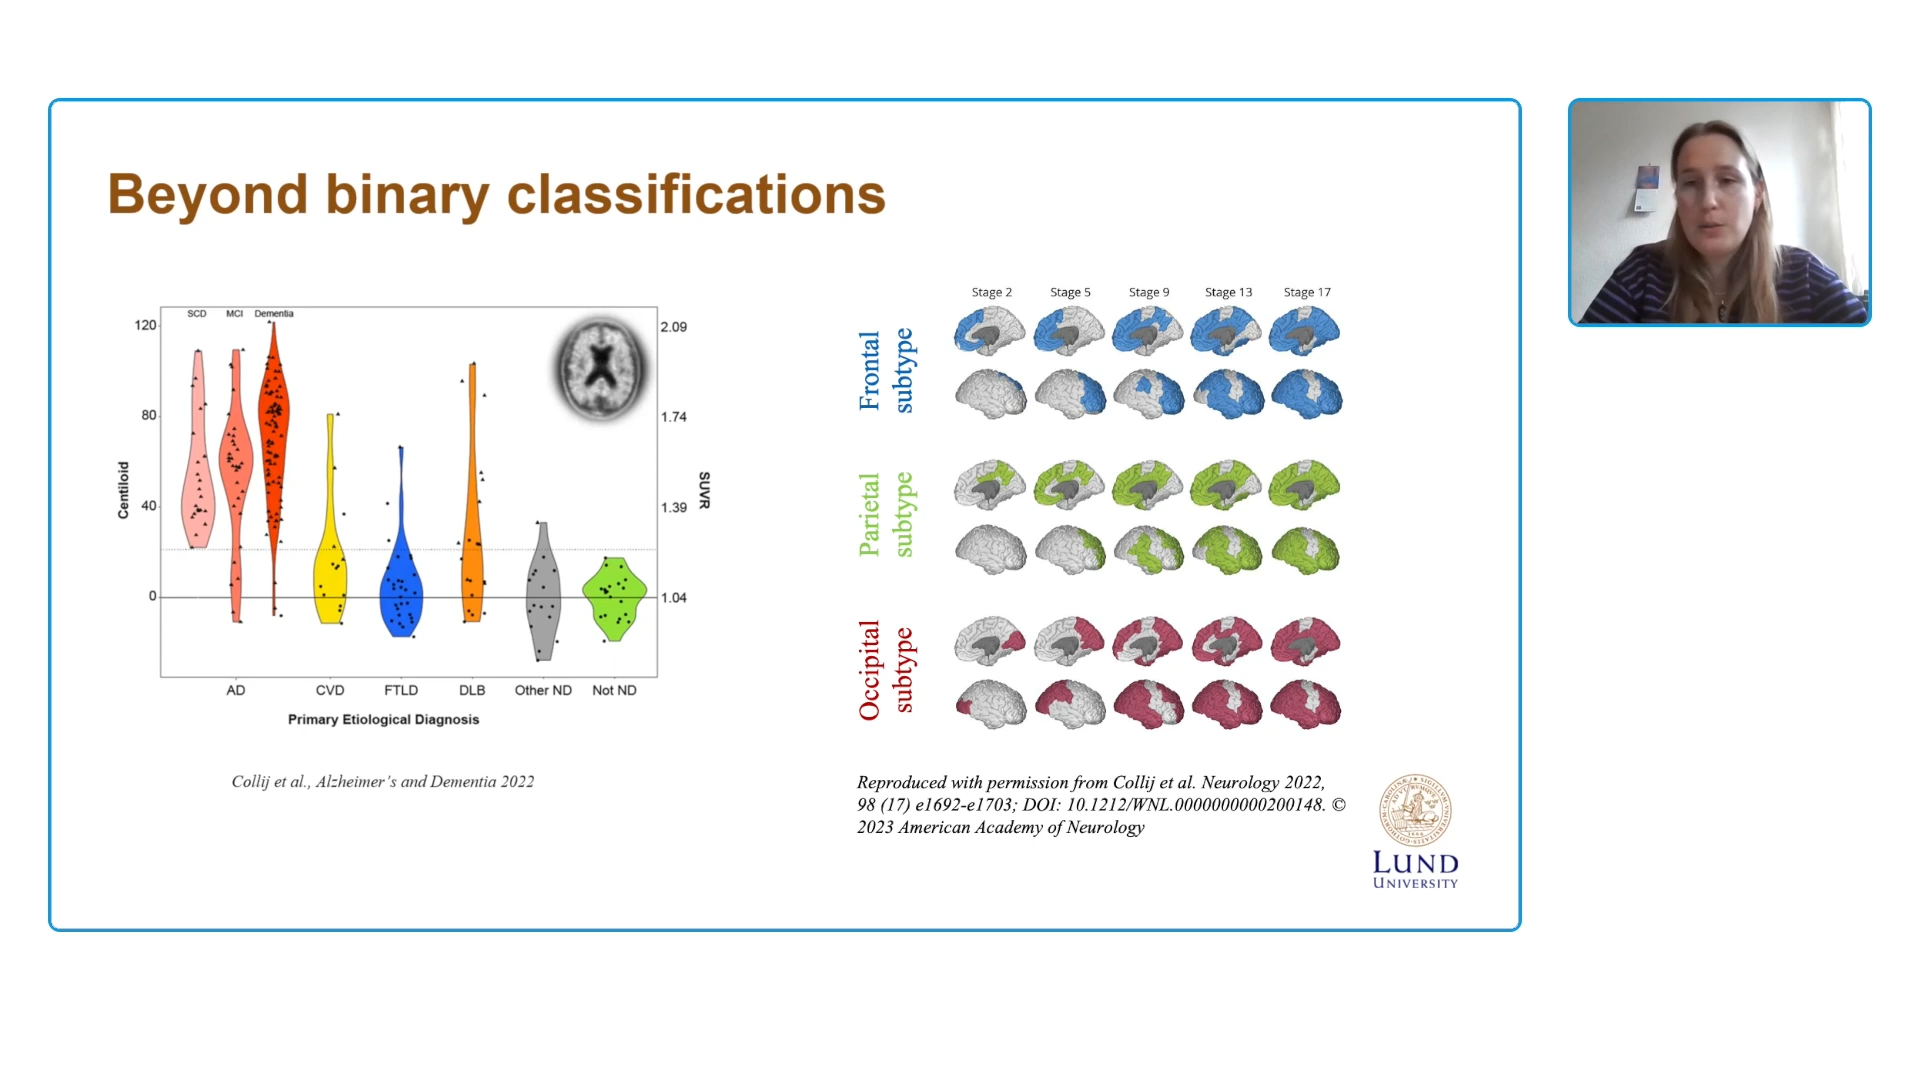 Beyond binary classifications
SCD MCI Dementia
120
80
40
0
Centiloid
2.09
1.74
1.39
1.04
SUVR
AD CVD FTLD DLB Other ND Not ND
Primary Etiological Diagnosis
Collij et al., Alzheimer's and Dementia 2022
Stage 2 Stage 5 Stage 9 Stage 13 Stage 17
Frontal
subtype
Parietal
subtype
Occipital
subtype
Reproduced with permission from Collij et al. Neurology 2022,
98 (17) e1692-e1703; DOI: 10.1212/WNL.0000000000200148. ©
2023 American Academy of Neurology
LUND
UNIVERSITY